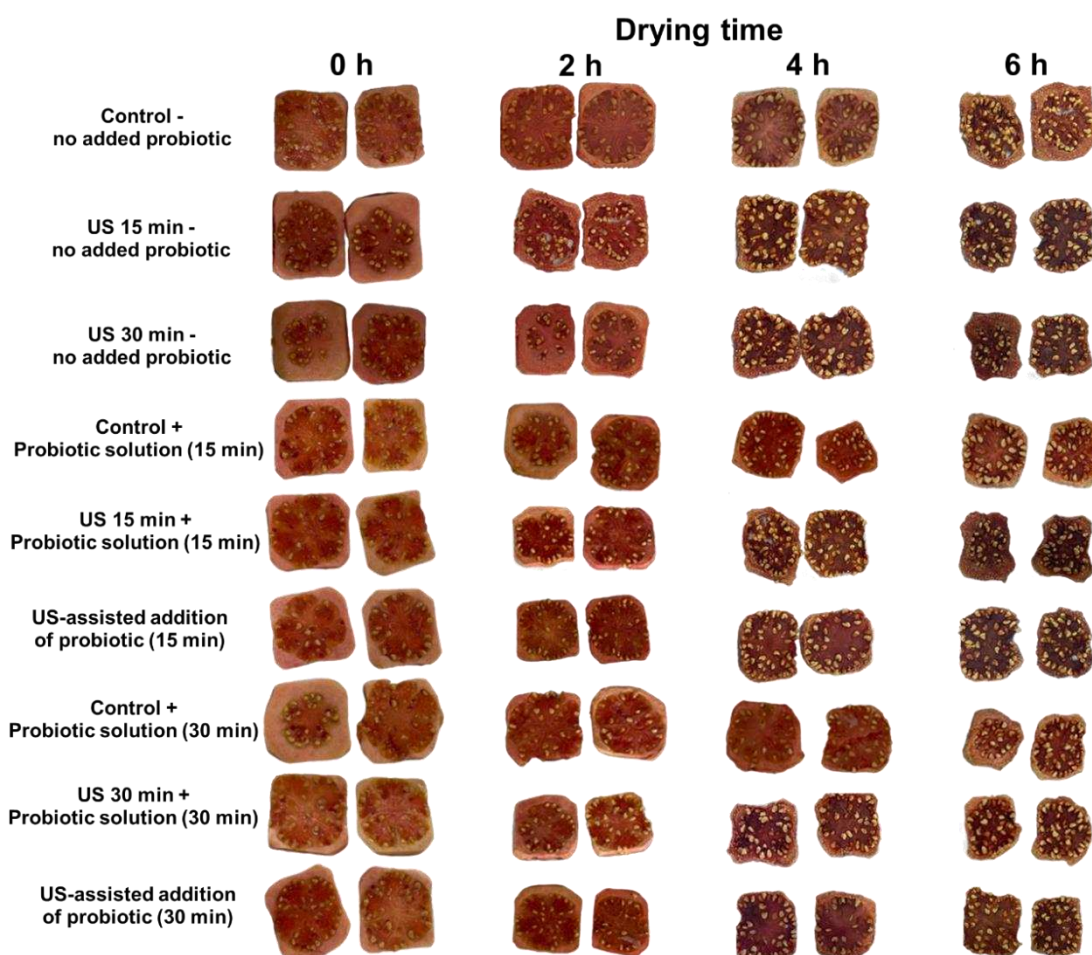 Drying time
0 h
2 h
4 h
6 h
Control -
no added probiotic
US 15 min -
no added probiotic
US 30 min -
no added probiotic
Control +
Probiotic solution (15 min)
US 15 min +
Probiotic solution (15 min)
US-assisted addition
of probiotic (15 min)
Control +
Probiotic solution (30 min)
US 30 min +
Probiotic solution (30 min)
US-assisted addition
of probiotic (30 min)